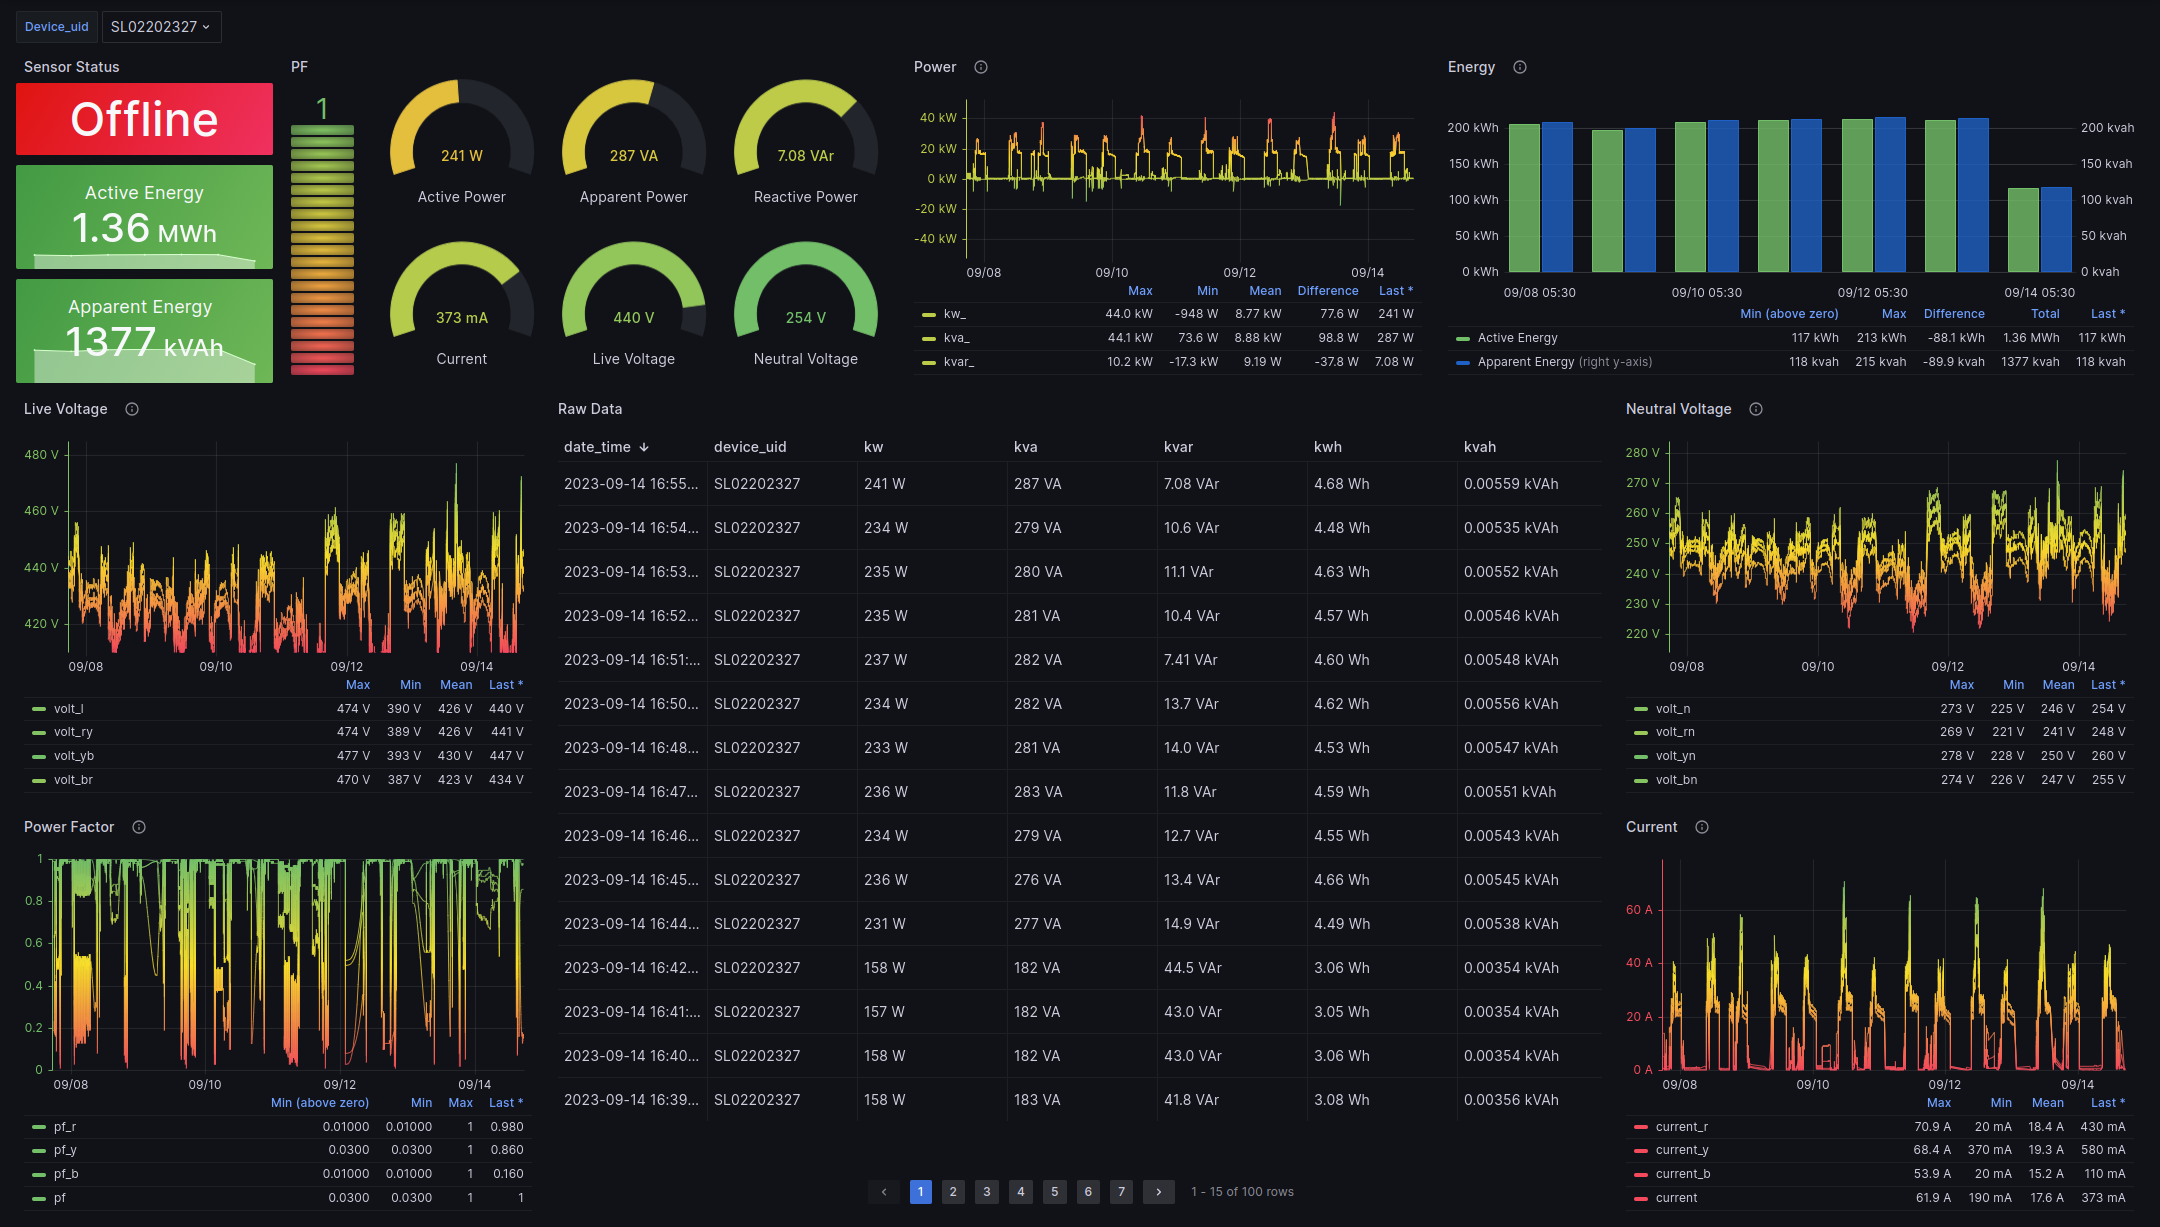 Device_uid SL02202327
Sensor Status
Offline
Active Energy
1.36 MWh
Apparent Energy
1377 kVAh
PF
1
241 W
Active Power
287 VA
Apparent Power
7.08 VAr
Reactive Power
373 mA
Current
440 V
Live Voltage
254 V
Neutral Voltage
Power
40 kW
20 kW
0 kW
-20 kW
-40 kW
09/08 09/10 09/12 09/14
Max Min Mean Difference Last *
kw_ 44.0 kW -948 W 8.77 kW 77.6 W 241 W
kva_ 44.1 kW 73.6 W 8.88 kW 98.8 W 287 W
kvar_ 10.2 kW -17.3 kW 9.19 W -37.8 W 7.08 W
Energy
200 kWh 200 kvah
150 kWh 150 kvah
100 kWh 100 kvah
50 kWh 50 kvah
0 kWh 0 kvah
09/08 05:30 09/10 05:30 09/12 05:30 09/14 05:30
Min (above zero) Max Difference Total Last *
Active Energy 117 kWh 213 kWh -88.1 kWh 1.36 MWh 117 kWh
Apparent Energy (right y-axis) 118 kvah 215 kvah -89.9 kvah 1377 kvah 118 kvah
Live Voltage
480 V
460 V
440 V
420 V
09/08 09/10 09/12 09/14
Max Min Mean Last *
volt_l 474 V 390 V 426 V 440 V
volt_ry 474 V 389 V 426 V 441 V
volt_yb 477 V 393 V 430 V 447 V
volt_br 470 V 387 V 423 V 434 V
Power Factor
1
0.8
0.6
0.4
0.2
0
09/08 09/10 09/12 09/14
Min (above zero) Min Max Last *
pf_r 0.01000 0.01000 1 0.980
pf_y 0.0300 0.0300 1 0.860
pf_b 0.01000 0.01000 1 0.160
pf 0.0300 0.0300 1 1
Raw Data
date_time device_uid kw kva kvar kwh kvah
2023-09-14 16:55... SL02202327 241 W 287 VA 7.08 VAr 4.68 Wh 0.00559 kVAh
2023-09-14 16:54... SL02202327 234 W 279 VA 10.6 VAr 4.48 Wh 0.00535 kVAh
2023-09-14 16:53... SL02202327 235 W 280 VA 11.1 VAr 4.63 Wh 0.00552 kVAh
2023-09-14 16:52... SL02202327 235 W 281 VA 10.4 VAr 4.57 Wh 0.00546 kVAh
2023-09-14 16:51:... SL02202327 237 W 282 VA 7.41 VAr 4.60 Wh 0.00548 kVAh
2023-09-14 16:50... SL02202327 234 W 282 VA 13.7 VAr 4.62 Wh 0.00556 kVAh
2023-09-14 16:48... SL02202327 233 W 281 VA 14.0 VAr 4.53 Wh 0.00547 kVAh
2023-09-14 16:47... SL02202327 236 W 283 VA 11.8 VAr 4.59 Wh 0.00551 kVAh
2023-09-14 16:46... SL02202327 234 W 279 VA 12.7 VAr 4.55 Wh 0.00543 kVAh
2023-09-14 16:45... SL02202327 236 W 276 VA 13.4 VAr 4.66 Wh 0.00545 kVAh
2023-09-14 16:44... SL02202327 231 W 277 VA 14.9 VAr 4.49 Wh 0.00538 kVAh
2023-09-14 16:42... SL02202327 158 W 182 VA 44.5 VAr 3.06 Wh 0.00354 kVAh
2023-09-14 16:41:... SL02202327 157 W 182 VA 43.0 VAr 3.05 Wh 0.00354 kVAh
2023-09-14 16:40... SL02202327 158 W 182 VA 43.0 VAr 3.06 Wh 0.00354 kVAh
2023-09-14 16:39... SL02202327 158 W 183 VA 41.8 VAr 3.08 Wh 0.00356 kVAh
1 2 3 4 5 6 7 1 - 15 of 100 rows
Neutral Voltage
280 V
270 V
260 V
250 V
240 V
230 V
220 V
09/08 09/10 09/12 09/14
Max Min Mean Last *
volt_n 273 V 225 V 246 V 254 V
volt_rn 269 V 221 V 241 V 248 V
volt_yn 278 V 228 V 250 V 260 V
volt_bn 274 V 226 V 247 V 255 V
Current
60 A
40 A
20 A
0 A
09/08 09/10 09/12 09/14
Max Min Mean Last *
current_r 70.9 A 20 mA 18.4 A 430 mA
current_y 68.4 A 370 mA 19.3 A 580 mA
current_b 53.9 A 20 mA 15.2 A 110 mA
current 61.9 A 190 mA 17.6 A 373 mA